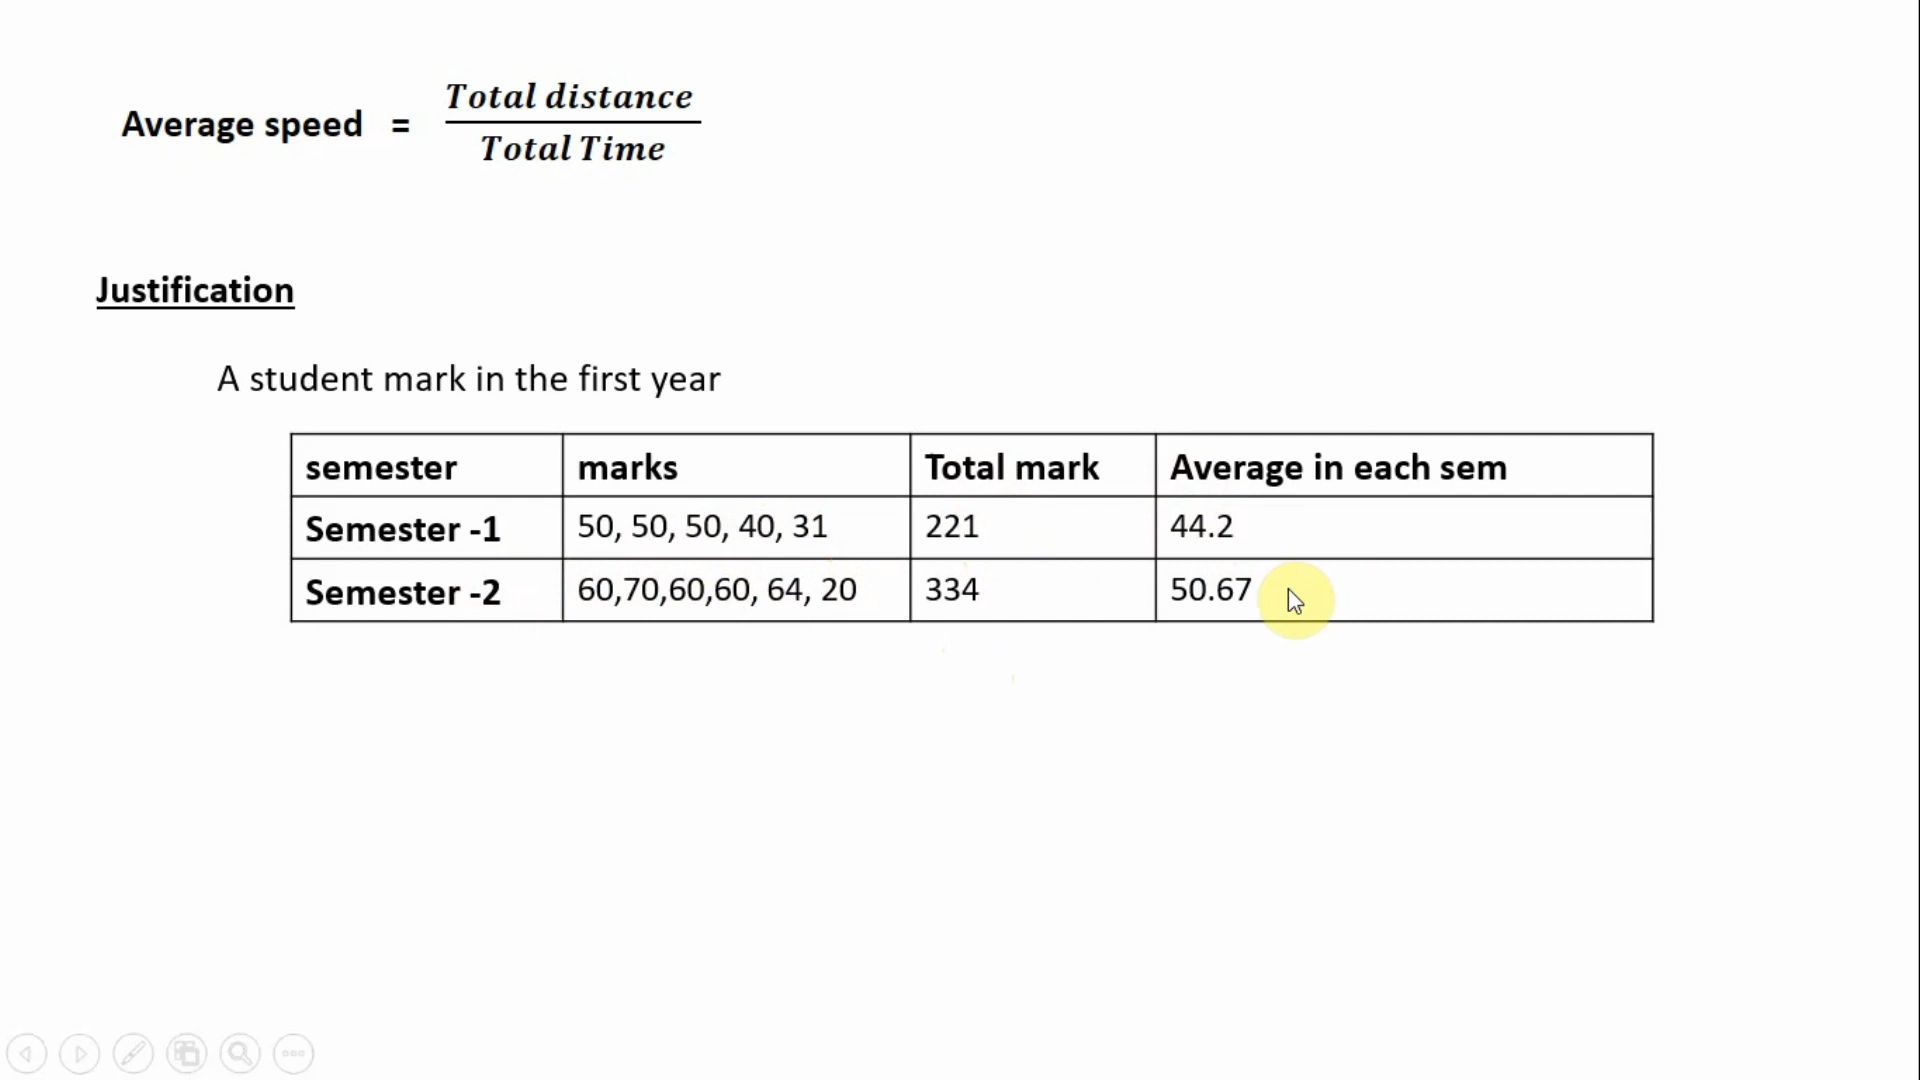 Average speed = Total distance / Total Time
Justification
A student mark in the first year
semester marks Total mark Average in each sem
Semester -1 50, 50, 50, 40, 31 221 44.2
Semester -2 60,70,60,60, 64, 20 334 50.67